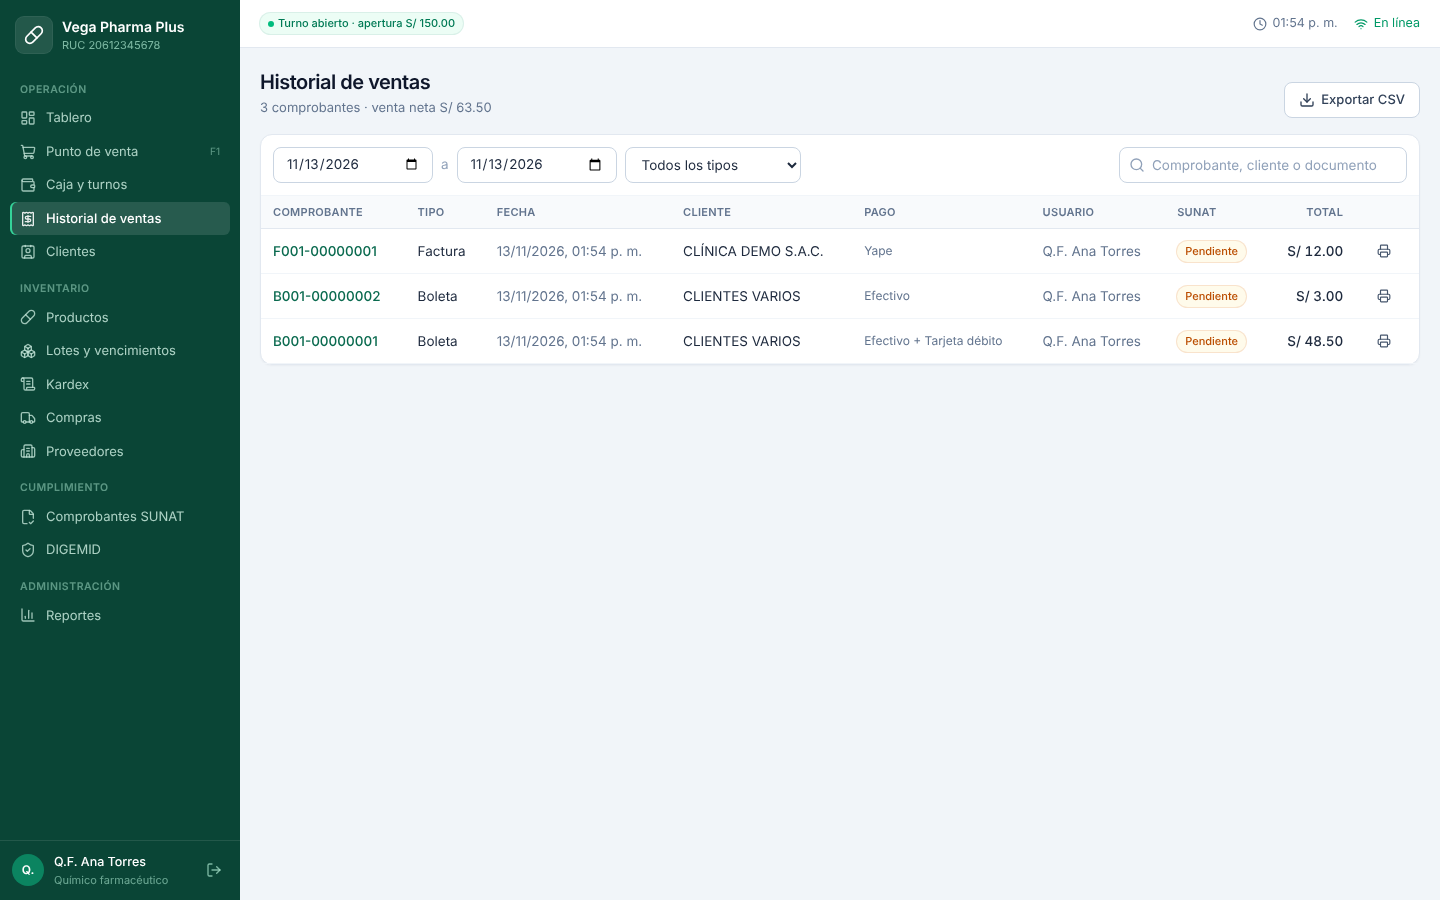 Vega Pharma Plus
RUC 20612345678
OPERACIÓN
Tablero
Punto de venta F1
Caja y turnos
Historial de ventas
Clientes
INVENTARIO
Productos
Lotes y vencimientos
Kardex
Compras
Proveedores
CUMPLIMIENTO
Comprobantes SUNAT
DIGEMID
ADMINISTRACIÓN
Reportes
Q.
Q.F. Ana Torres
Químico farmacéutico
Turno abierto · apertura S/ 150.00
01:54 p. m. En línea
Historial de ventas
3 comprobantes · venta neta S/ 63.50
Exportar CSV
11/13/2026 a 11/13/2026 Todos los tipos Comprobante, cliente o documento
COMPROBANTE TIPO FECHA CLIENTE PAGO USUARIO SUNAT TOTAL
F001-00000001 Factura 13/11/2026, 01:54 p. m. CLÍNICA DEMO S.A.C. Yape Q.F. Ana Torres Pendiente S/ 12.00
B001-00000002 Boleta 13/11/2026, 01:54 p. m. CLIENTES VARIOS Efectivo Q.F. Ana Torres Pendiente S/ 3.00
B001-00000001 Boleta 13/11/2026, 01:54 p. m. CLIENTES VARIOS Efectivo + Tarjeta débito Q.F. Ana Torres Pendiente S/ 48.50